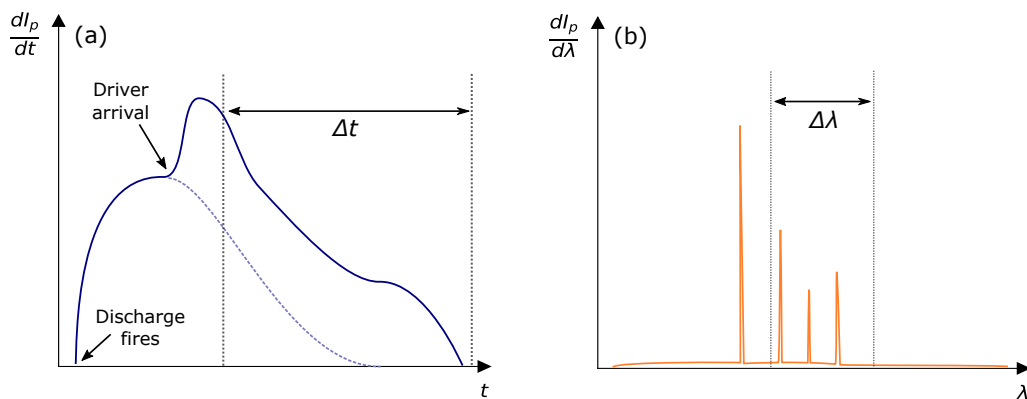 dI_p
dt
(a)
Driver
arrival
Δt
Discharge
fires
t
dI_p
dλ
(b)
Δλ
λ